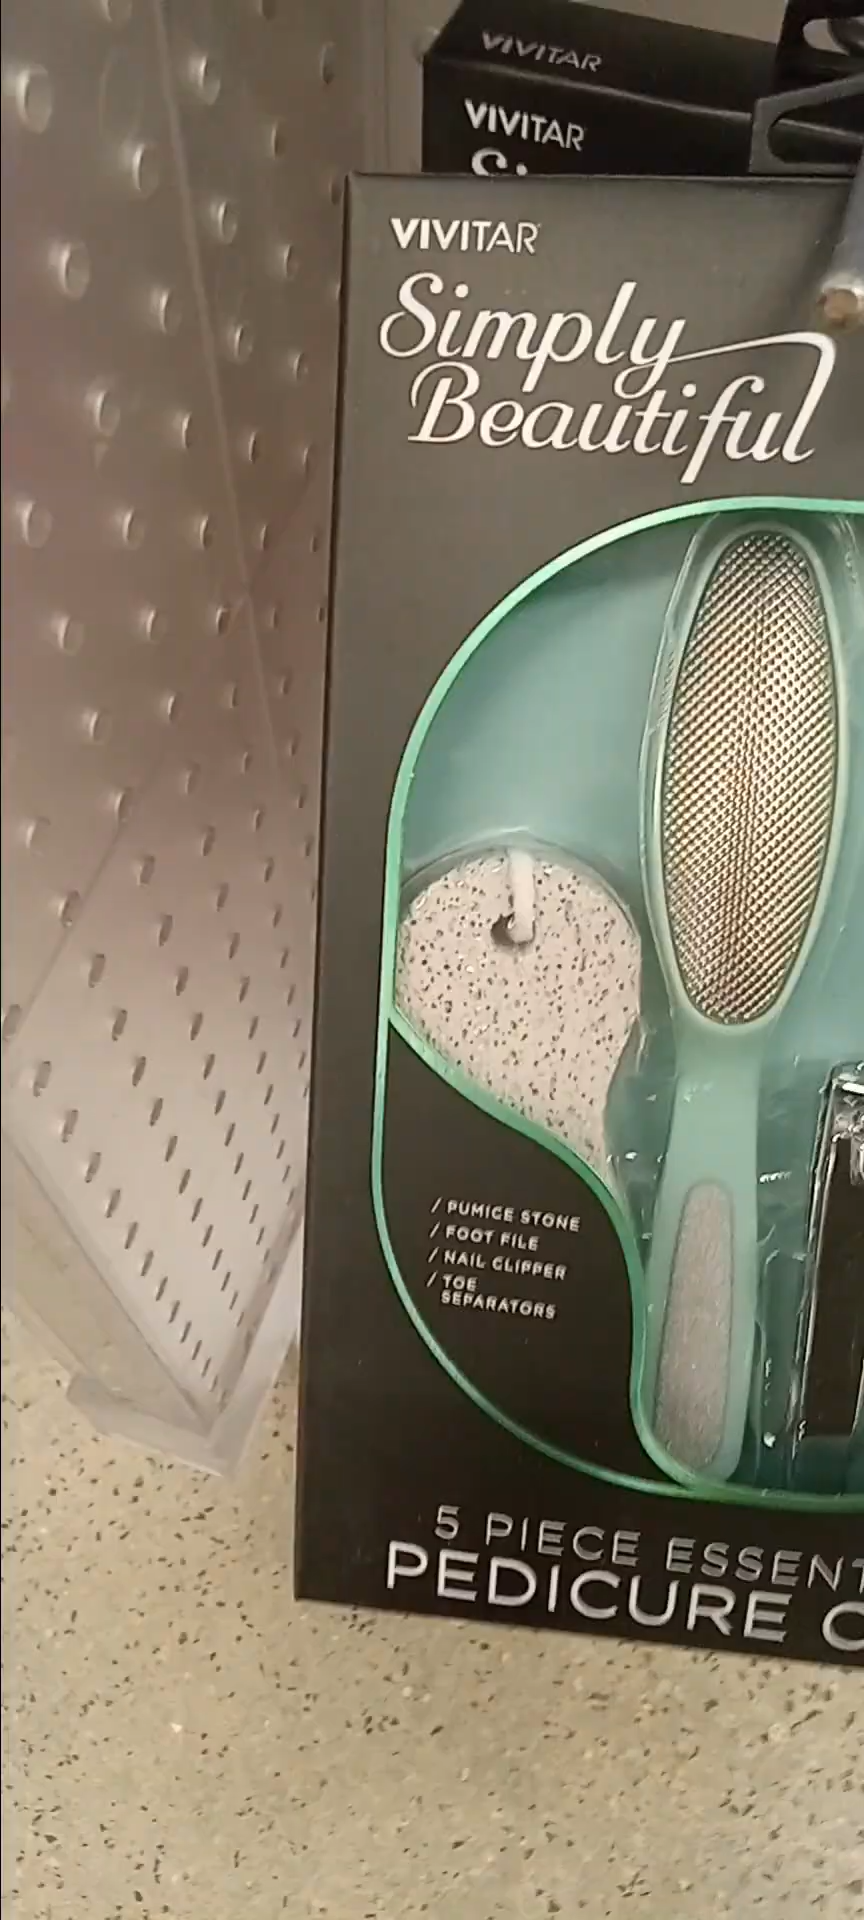 VIVITAR
VIVITAR
VIVITAR
Simply
Beautiful
/ PUMICE STONE
/ FOOT FILE
/ NAIL CLIPPER
/ TOE
SEPARATORS
5 PIECE
PEDICURE